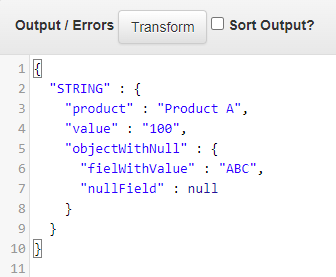 Output / Errors Transform Sort Output?
1 {
2 "STRING" : {
3 "product" : "Product A",
4 "value" : "100",
5 "objectWithNull" : {
6 "fielWithValue" : "ABC",
7 "nullField" : null
8 }
9 }
10 }
11